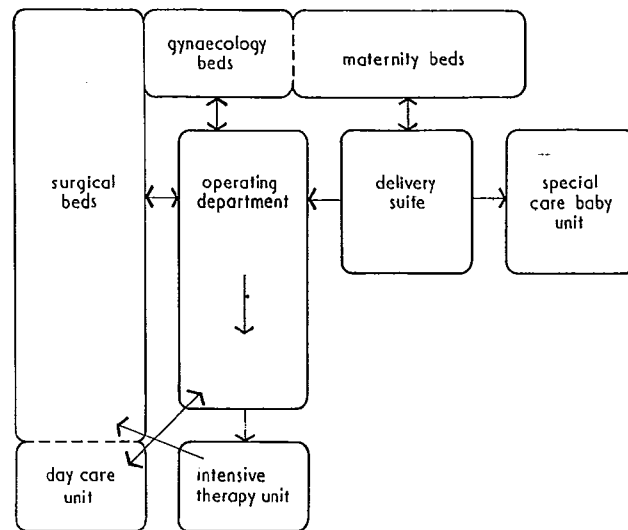 gynaecology
beds
maternity beds
surgical
beds
operating
department
delivery
suite
special
care baby
unit
day care
unit
intensive
therapy unit